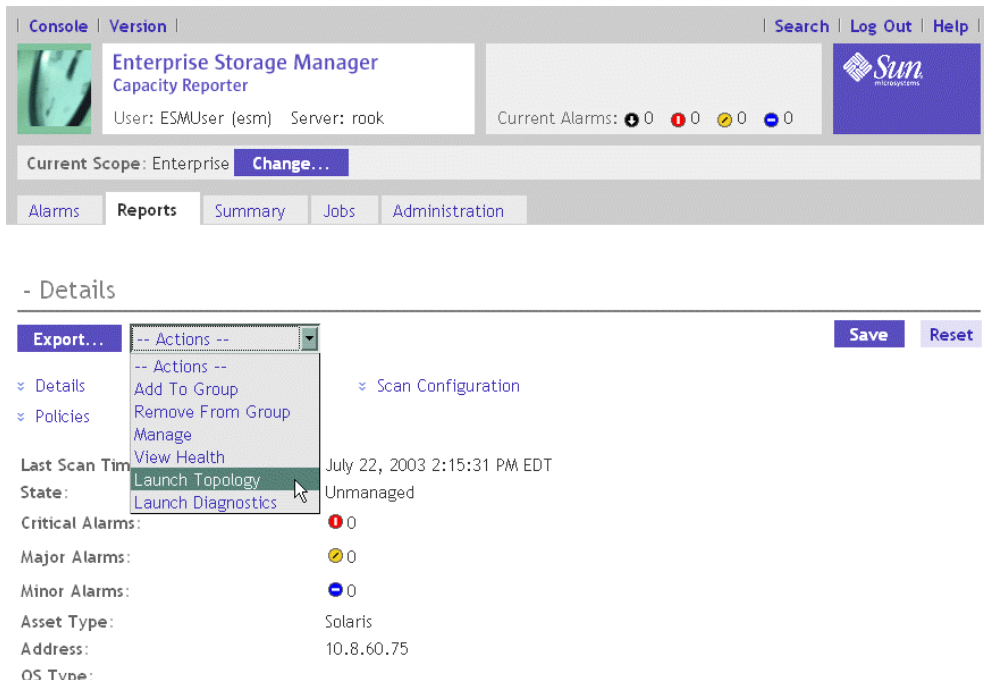 Console | Version | | Search | Log Out | Help |
Enterprise Storage Manager
Capacity Reporter
User: ESMUser (esm) Server: rook
Current Alarms: 0 0 0 0
Sun
microsystems
Current Scope: Enterprise Change...
Alarms Reports Summary Jobs Administration
- Details
Export... -- Actions -- Save Reset
-- Actions --
Add To Group
Remove From Group
Manage
View Health
Launch Topology
Launch Diagnostics
Details Scan Configuration
Policies
Last Scan Tim July 22, 2003 2:15:31 PM EDT
State: Unmanaged
Critical Alarms: 0
Major Alarms: 0
Minor Alarms: 0
Asset Type: Solaris
Address: 10.8.60.75
OS Type: